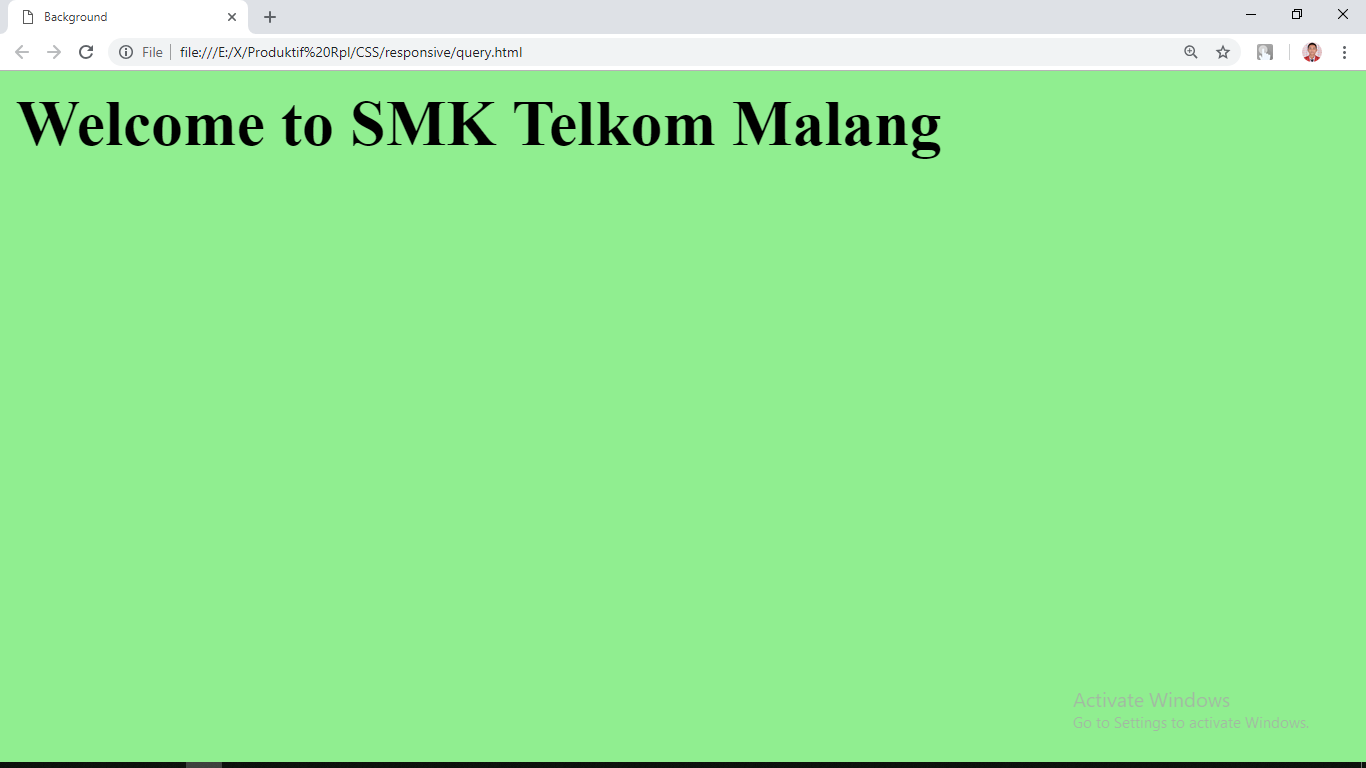 Background
File
file:///E:/X/Produktif%20Rpl/CSS/responsive/query.html
Welcome to SMK Telkom Malang
Activate Windows
Go to Settings to activate Windows.